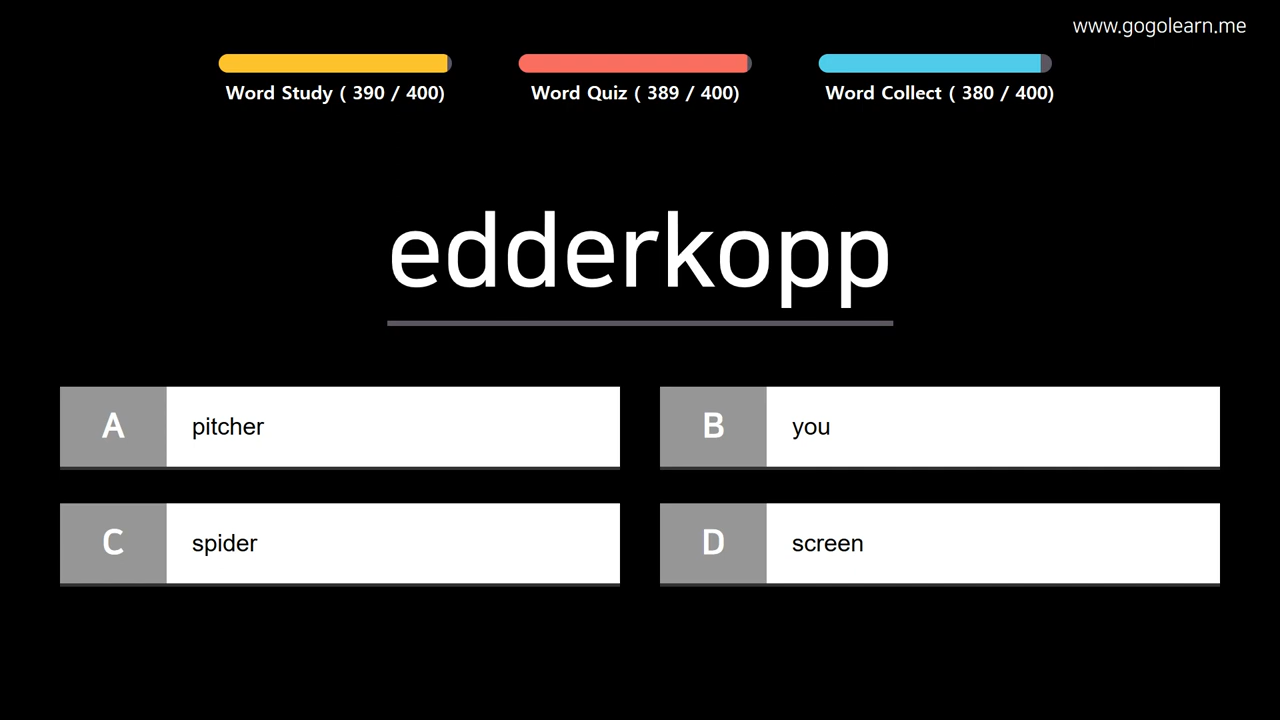 www.gogolearn.me
Word Study ( 390 / 400)
Word Quiz ( 389 / 400)
Word Collect ( 380 / 400)
edderkopp
A pitcher
B you
C spider
D screen